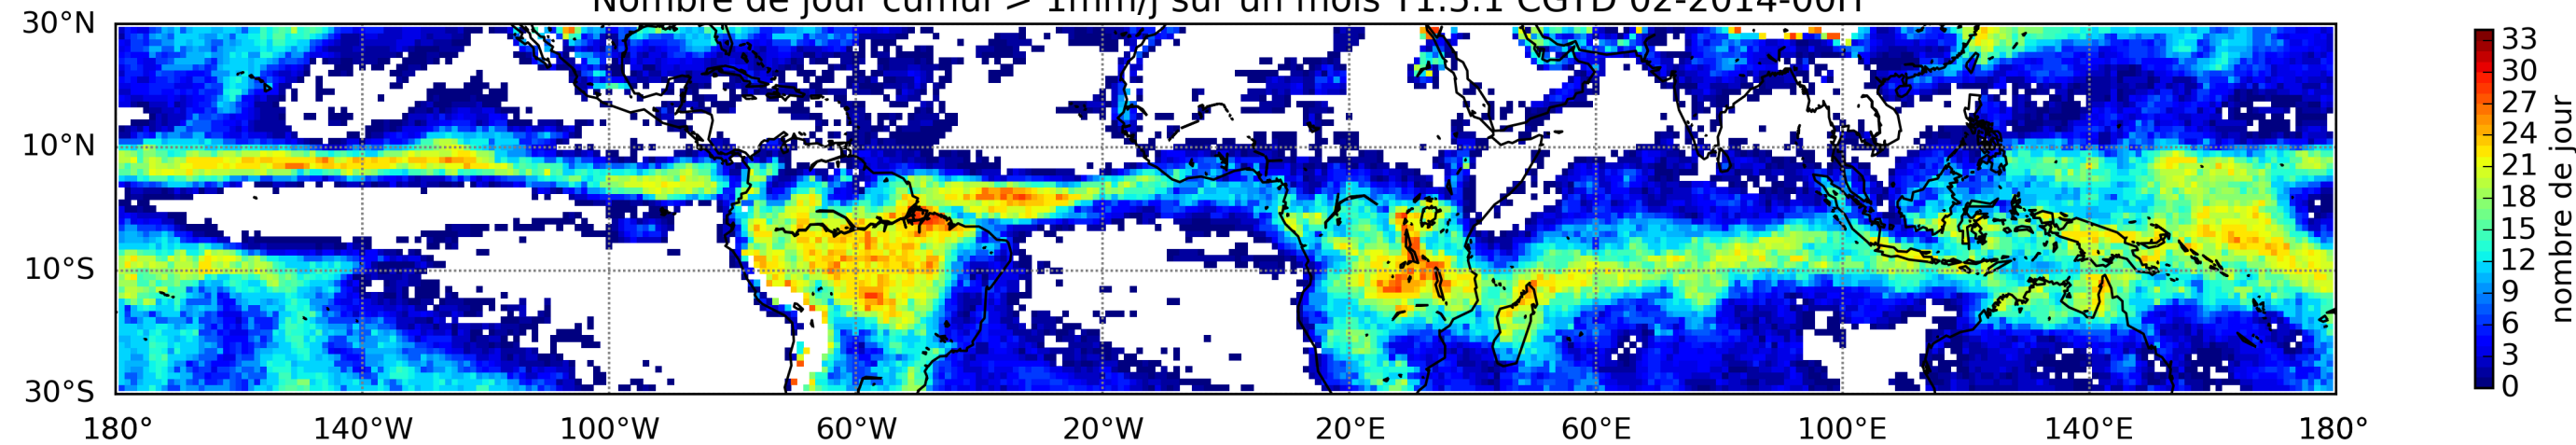 Nombre de jour cumul > 1mm/j sur un mois T1.5.1 CGTD 02-2014-00H
30°N
10°N
10°S
30°S
180° 140°W 100°W 60°W 20°W 20°E 60°E 100°E 140°E 180°
33
30
27
24
21
18
15
12
9
6
3
0
nombre de jour